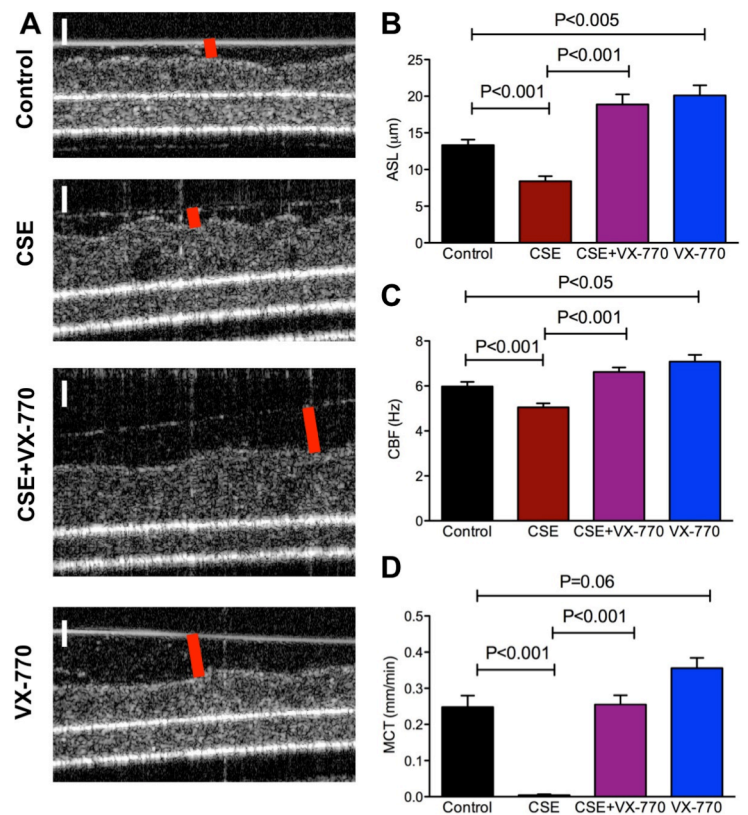 A
Control
CSE
CSE+VX-770
VX-770
B
P<0.005
P<0.001
P<0.001
ASL (µm)
25
20
15
10
5
0
Control CSE CSE+VX-770 VX-770
C
P<0.05
P<0.001
P<0.001
CBF (Hz)
8
6
4
2
0
Control CSE CSE+VX-770 VX-770
D
P=0.06
P<0.001
P<0.001
MCT (mm/min)
0.5
0.4
0.3
0.2
0.1
0.0
Control CSE CSE+VX-770 VX-770